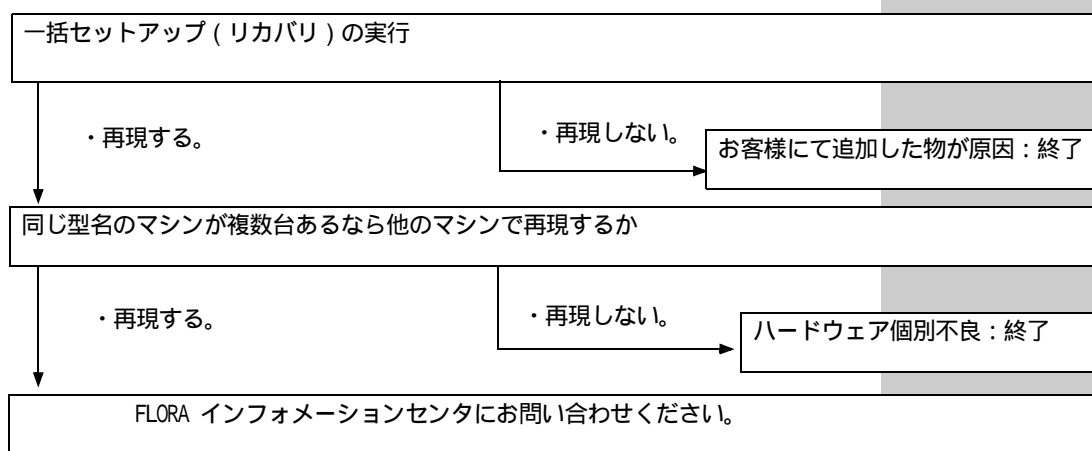 一括セットアップ(リカバリ)の実行
・再現する。
・再現しない。
お客様にて追加した物が原因:終了
同じ型名のマシンが複数台あるなら他のマシンで再現するか
・再現する。
・再現しない。
ハードウェア個別不良:終了
FLORA インフォメーションセンタにお問い合わせください。